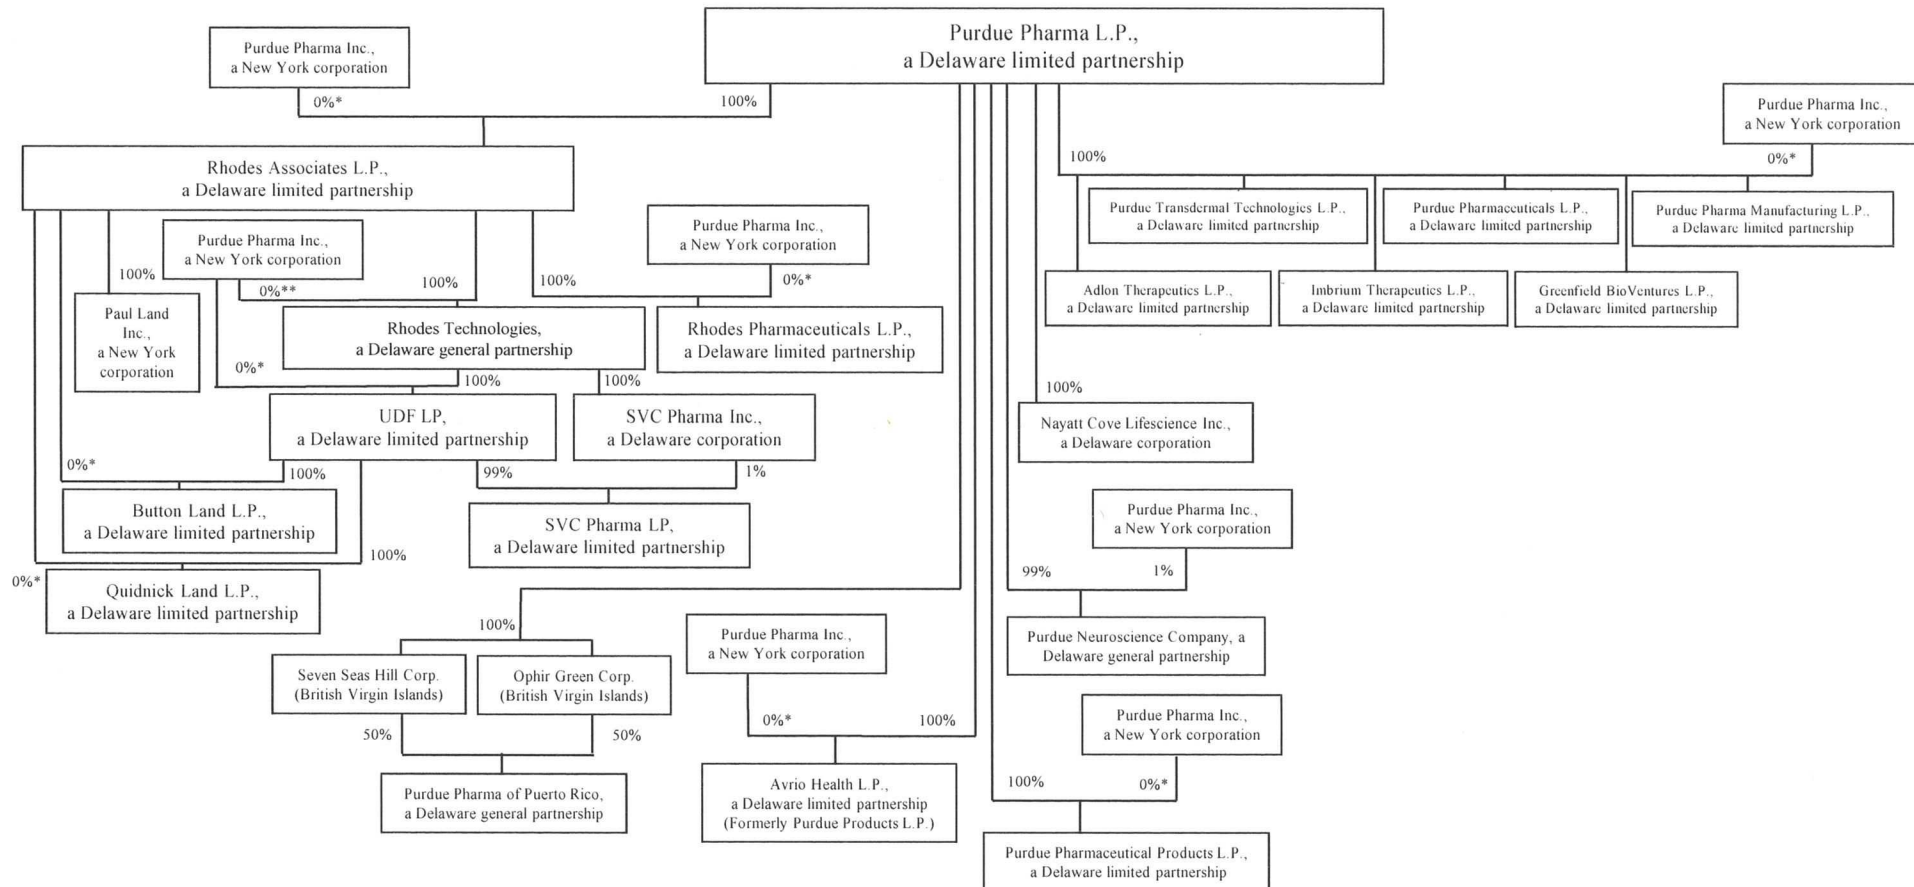 Purdue Pharma L.P.,
a Delaware limited partnership
Purdue Pharma Inc.,
a New York corporation
0%*
100%
Purdue Pharma Inc.,
a New York corporation
100%
0%*
Rhodes Associates L.P.,
a Delaware limited partnership
Purdue Transdermal Technologies L.P.,
a Delaware limited partnership
Purdue Pharmaceuticals L.P.,
a Delaware limited partnership
Purdue Pharma Manufacturing L.P.,
a Delaware limited partnership
Purdue Pharma Inc.,
a New York corporation
Purdue Pharma Inc.,
a New York corporation
100%
0%**
100%
100%
0%*
Adlon Therapeutics L.P.,
a Delaware limited partnership
Imbrium Therapeutics L.P.,
a Delaware limited partnership
Greenfield BioVentures L.P.,
a Delaware limited partnership
Paul Land
Inc.,
a New York
corporation
Rhodes Technologies,
a Delaware general partnership
Rhodes Pharmaceuticals L.P.,
a Delaware limited partnership
0%*
100%
100%
100%
UDF LP,
a Delaware limited partnership
SVC Pharma Inc.,
a Delaware corporation
Nayatt Cove Lifescience Inc.,
a Delaware corporation
0%*
100%
99%
1%
Button Land L.P.,
a Delaware limited partnership
SVC Pharma LP,
a Delaware limited partnership
Purdue Pharma Inc.,
a New York corporation
100%
0%*
99%
1%
Quidnick Land L.P.,
a Delaware limited partnership
100%
Purdue Pharma Inc.,
a New York corporation
Purdue Neuroscience Company, a
Delaware general partnership
Seven Seas Hill Corp.
(British Virgin Islands)
Ophir Green Corp.
(British Virgin Islands)
50%
50%
0%*
100%
Purdue Pharma Inc.,
a New York corporation
Purdue Pharma of Puerto Rico,
a Delaware general partnership
Avrio Health L.P.,
a Delaware limited partnership
(Formerly Purdue Products L.P.)
100%
0%*
Purdue Pharmaceutical Products L.P.,
a Delaware limited partnership